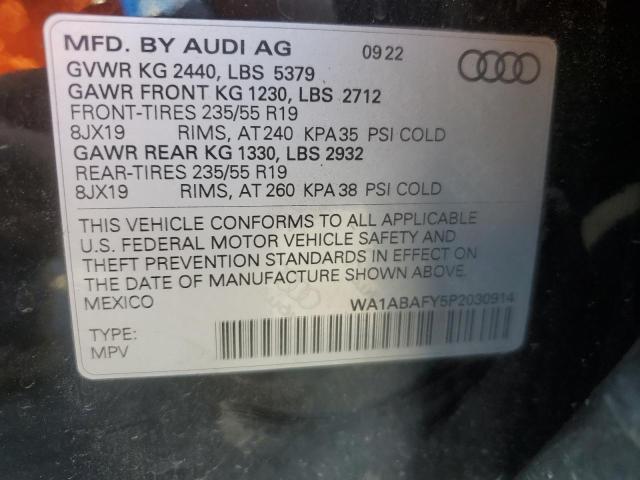 MFD. BY AUDI AG 09 22
GVWR KG 2440, LBS 5379
GAWR FRONT KG 1230, LBS 2712
FRONT-TIRES 235/55 R19
8JX19 RIMS, AT 240 KPA 35 PSI COLD
GAWR REAR KG 1330, LBS 2932
REAR-TIRES 235/55 R19
8JX19 RIMS, AT 260 KPA 38 PSI COLD
THIS VEHICLE CONFORMS TO ALL APPLICABLE
U.S. FEDERAL MOTOR VEHICLE SAFETY AND
THEFT PREVENTION STANDARDS IN EFFECT ON
THE DATE OF MANUFACTURE SHOWN ABOVE.
MEXICO WA1ABAFY5P2030914
TYPE:
MPV